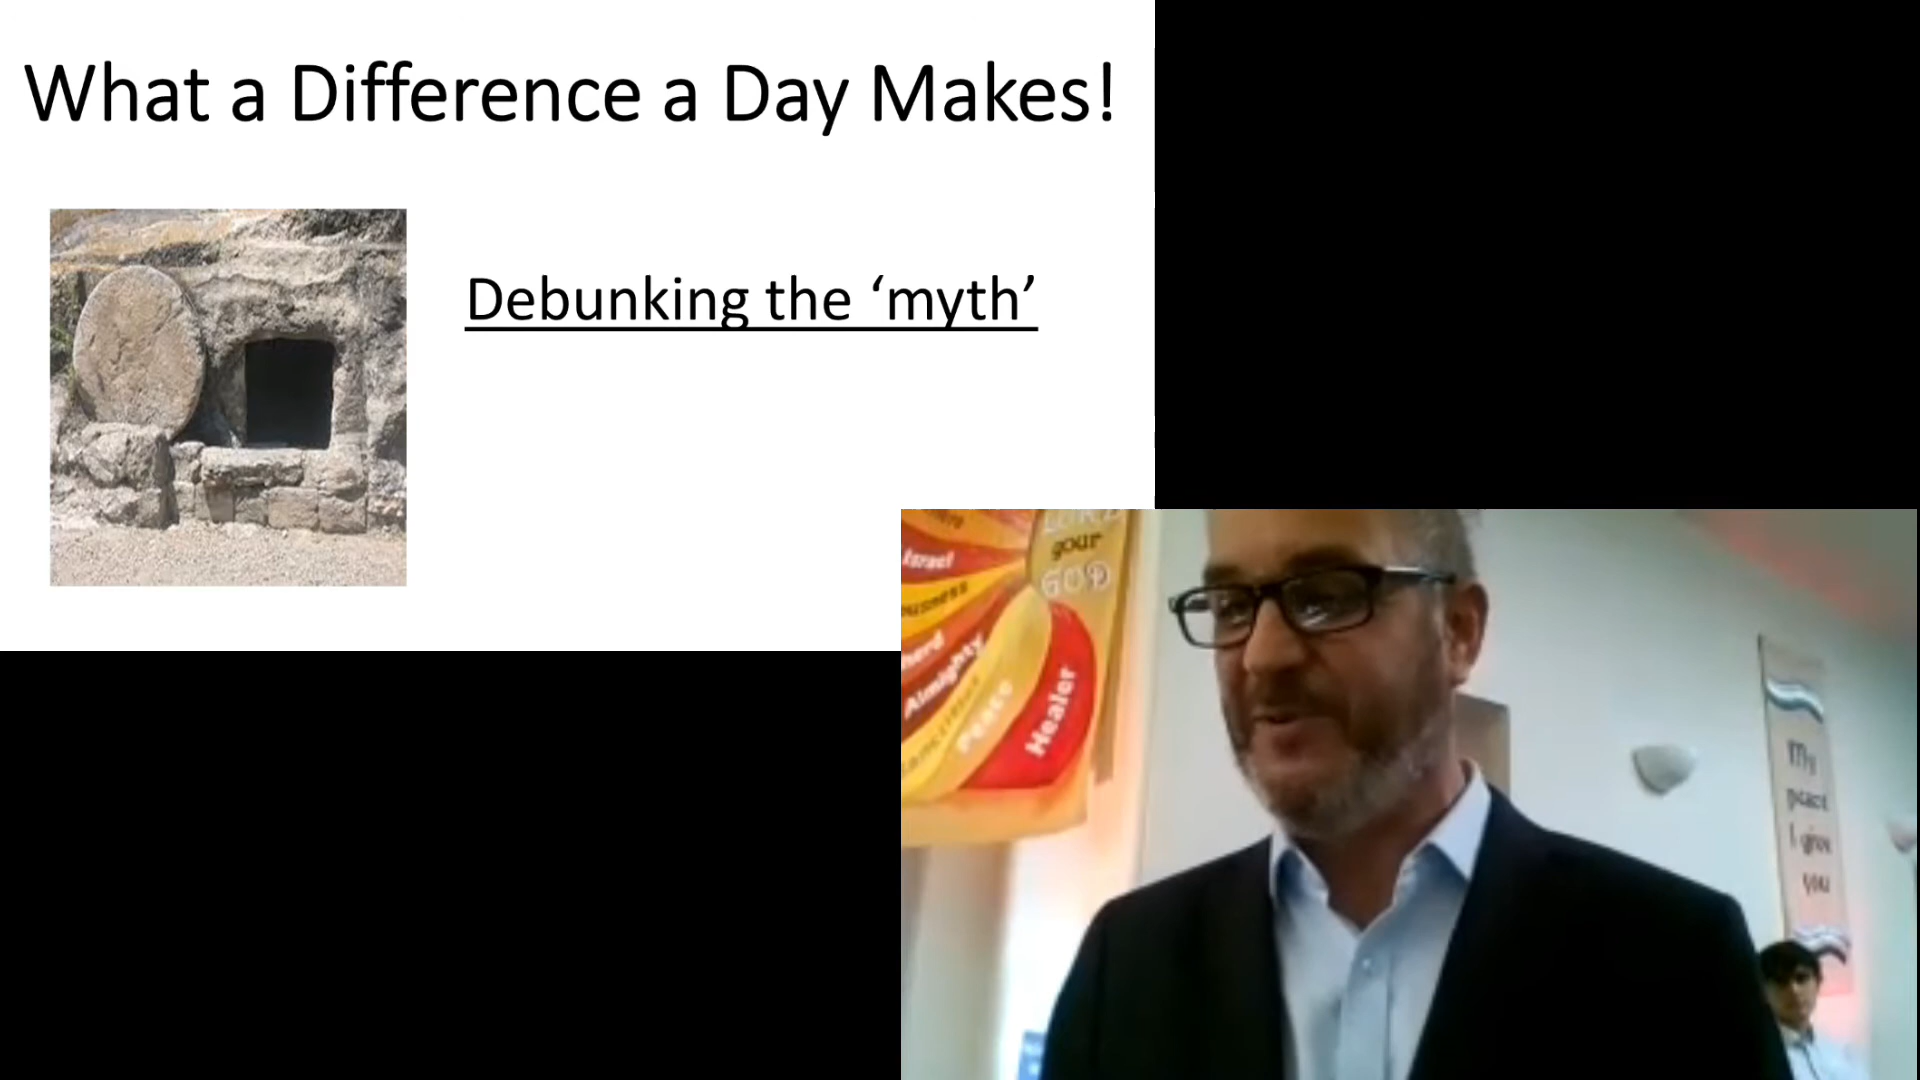 What a Difference a Day Makes!
Debunking the ‘myth’
your
GOD
Israel
Almighty
Peace
Healer
My
peace
I give
you